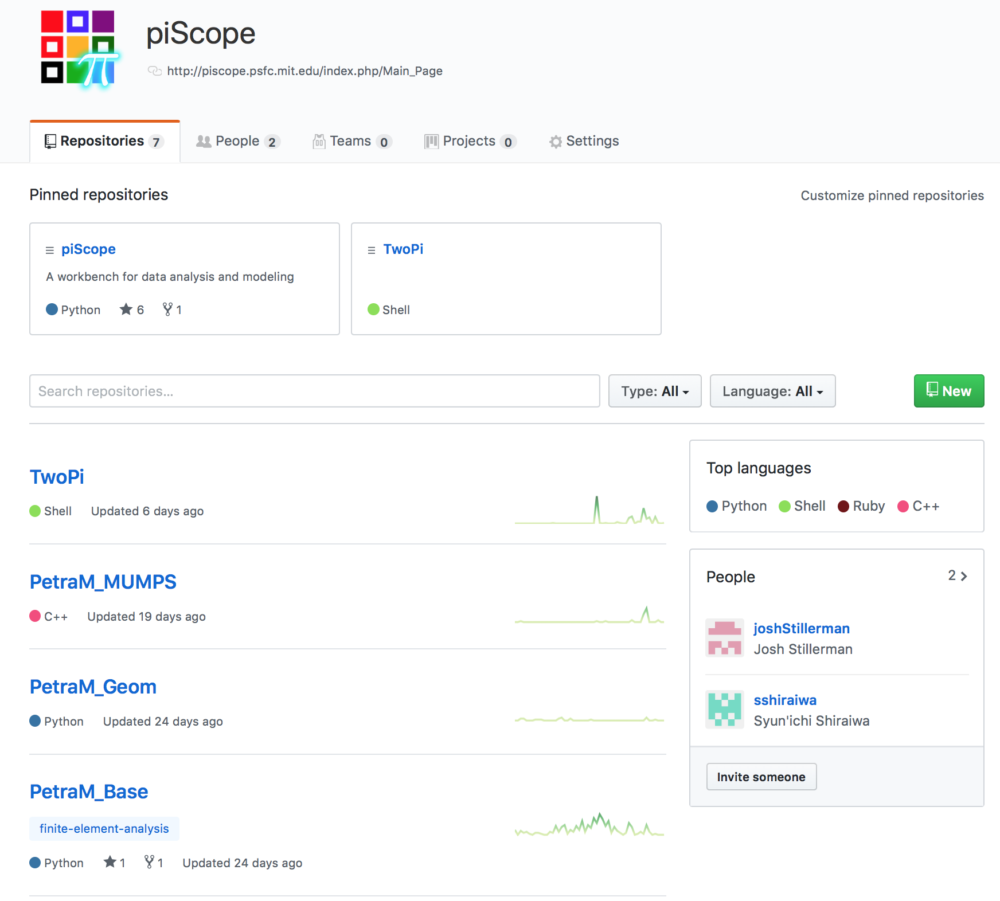 piScope
http://piscope.psfc.mit.edu/index.php/Main_Page
Repositories 7
People 2
Teams 0
Projects 0
Settings
Pinned repositories
Customize pinned repositories
piScope
A workbench for data analysis and modeling
Python 6 1
TwoPi
Shell
Search repositories...
Type: All
Language: All
New
TwoPi
Shell Updated 6 days ago
PetraM_MUMPS
C++ Updated 19 days ago
PetraM_Geom
Python Updated 24 days ago
PetraM_Base
finite-element-analysis
Python 1 1 Updated 24 days ago
Top languages
Python Shell Ruby C++
People 2
joshStillerman
Josh Stillerman
sshiraiwa
Syun'ichi Shiraiwa
Invite someone